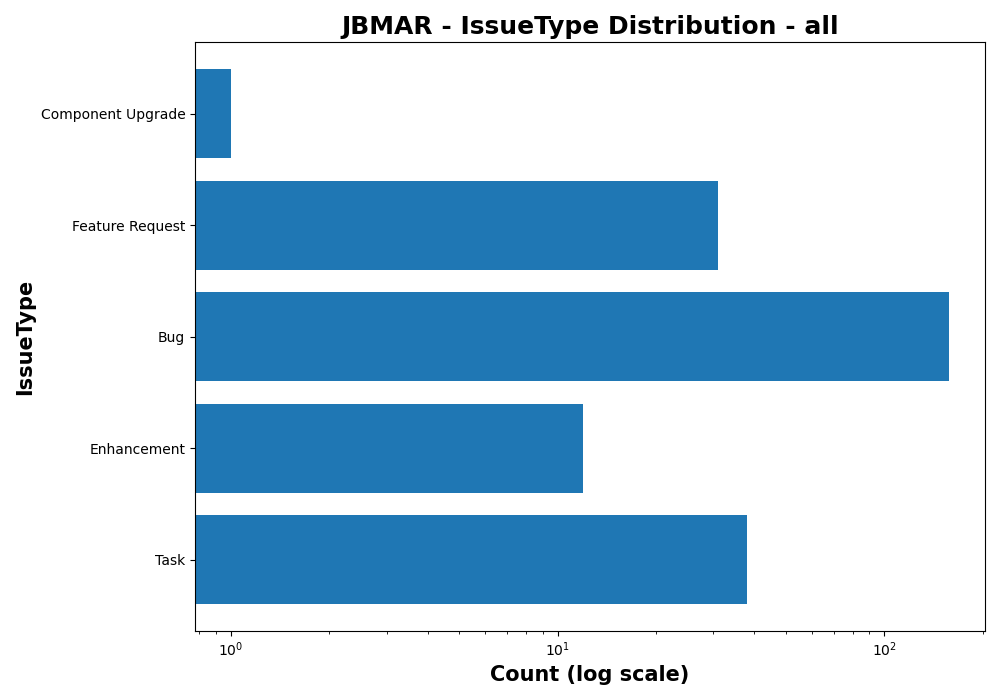 JBMAR - IssueType Distribution - all
Component Upgrade
Feature Request
Bug
Enhancement
Task
IssueType
10⁰
10¹
10²
Count (log scale)